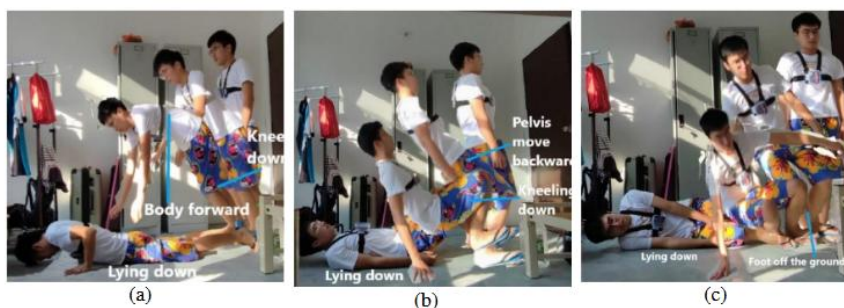 Knee
down
Body forward
Lying down
(a)
Pelvis
move
backward
Kneeling
down
Lying down
(b)
Lying down
Foot off the ground
(c)